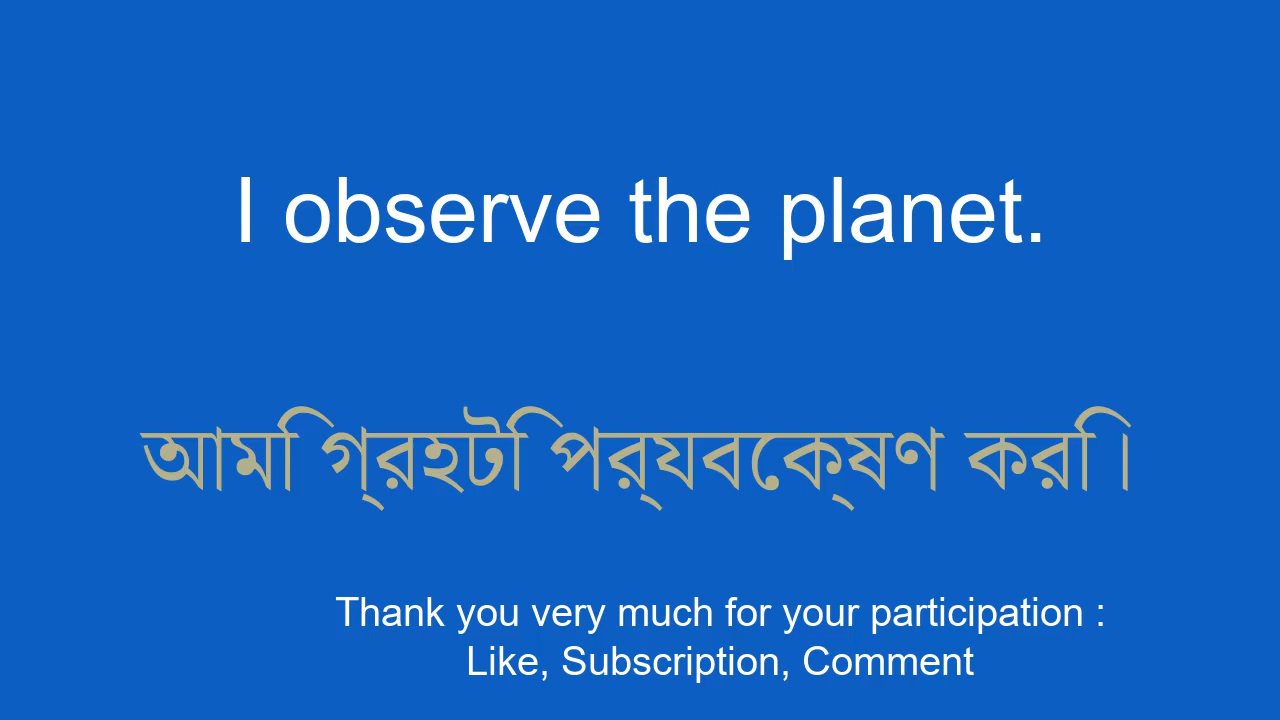 I observe the planet.
আমি গ্রহটি পর্যবেক্ষণ করি।
Thank you very much for your participation :
Like, Subscription, Comment